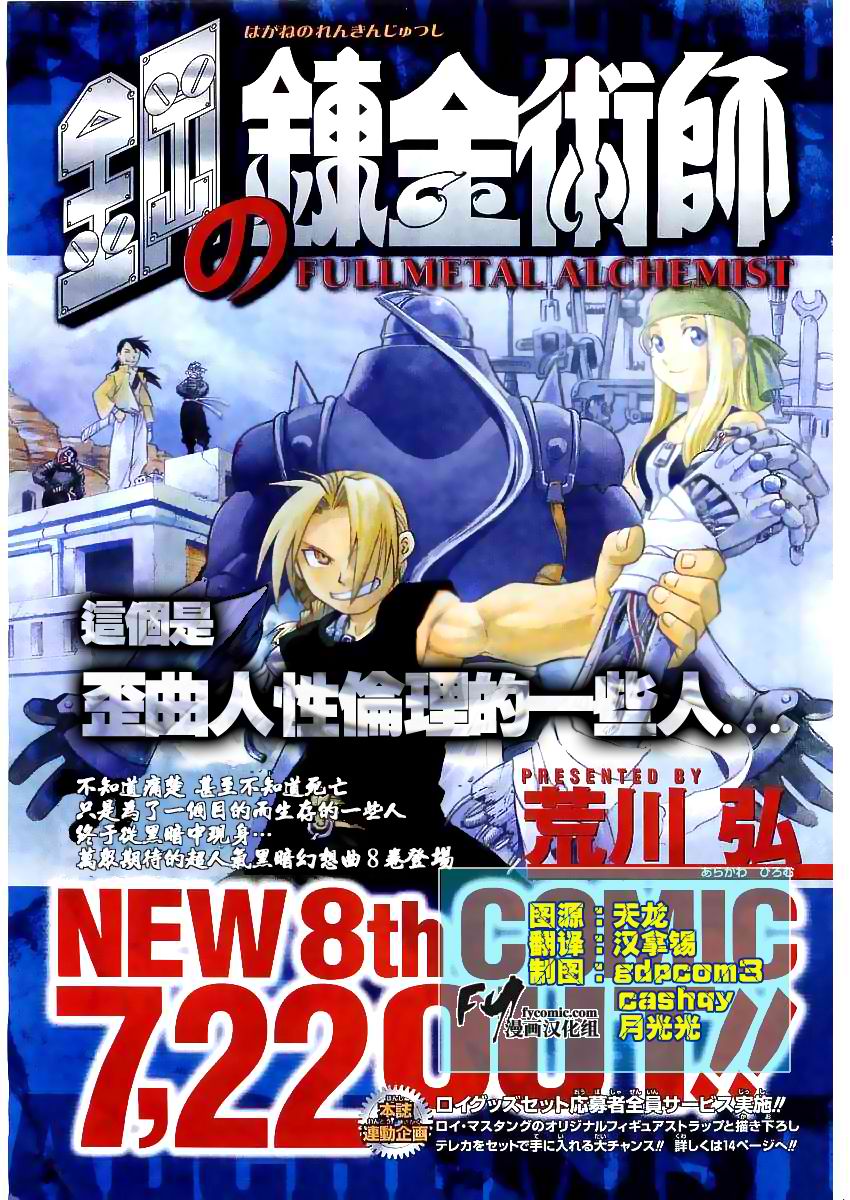 はがねのれんきんじゅつし
鋼の錬金術師
FULLMETAL ALCHEMIST
這個是
歪曲人性倫理的一些人...
不知道痛楚 甚至不知道死亡
只是為了一個目的而生存的一些人
终于從黑暗中現身…
萬眾期待的超人氣黑暗幻想曲8卷登場
PRESENTED BY
荒川 弘
あらかわ ひろむ
NEW 8th COMIC
7,22 OUT!!
图源：天龙
翻译：汉拿锡
制图：gdpcom3
cashqy
月光光
FY
fycomic.com
漫画汉化组
本誌
連動企画
ロイグッズセット応募者全員サービス実施!!
ロイ・マスタングのオリジナルフィギュアストラップと描き下ろし
テレカをセットで手に入れる大チャンス!! 詳しくは14ページへ!!